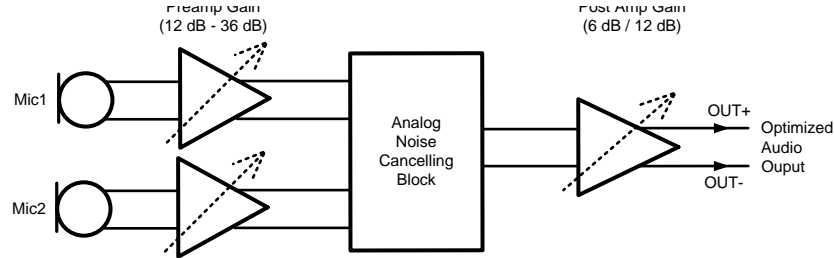 Preamp Gain
(12 dB - 36 dB)
Post Amp Gain
(6 dB / 12 dB)
Mic1
Mic2
Analog
Noise
Cancelling
Block
OUT+
OUT-
Optimized
Audio
Ouput